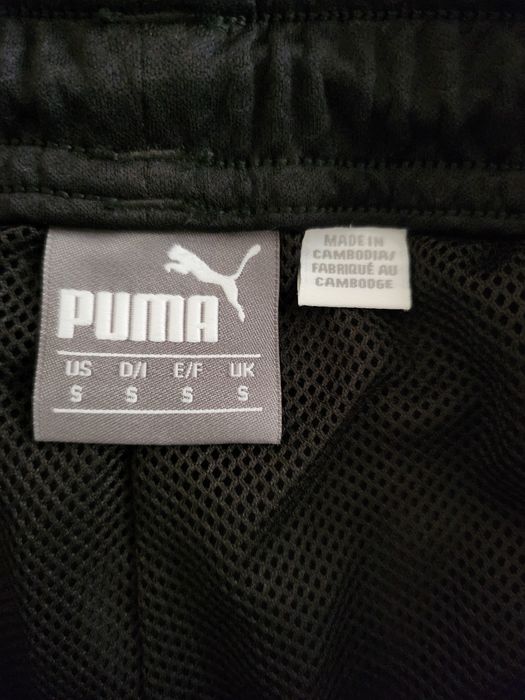 PUMA
US D/I E/F UK
S S S S
MADE IN
CAMBODIA/
FABRIQUÉ AU
CAMBODGE